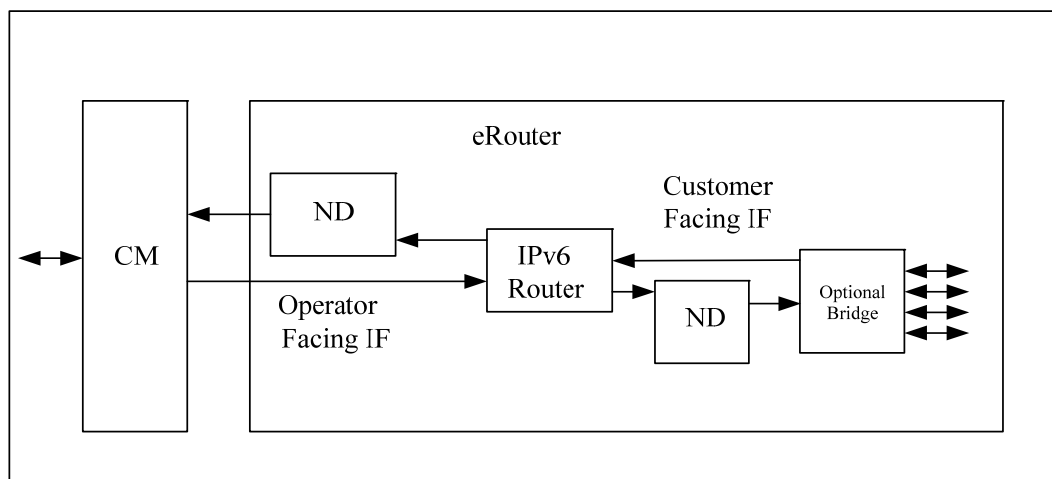 eRouter
Customer
Facing IF
ND
CM
IPv6
Router
Operator
Facing IF
ND
Optional
Bridge